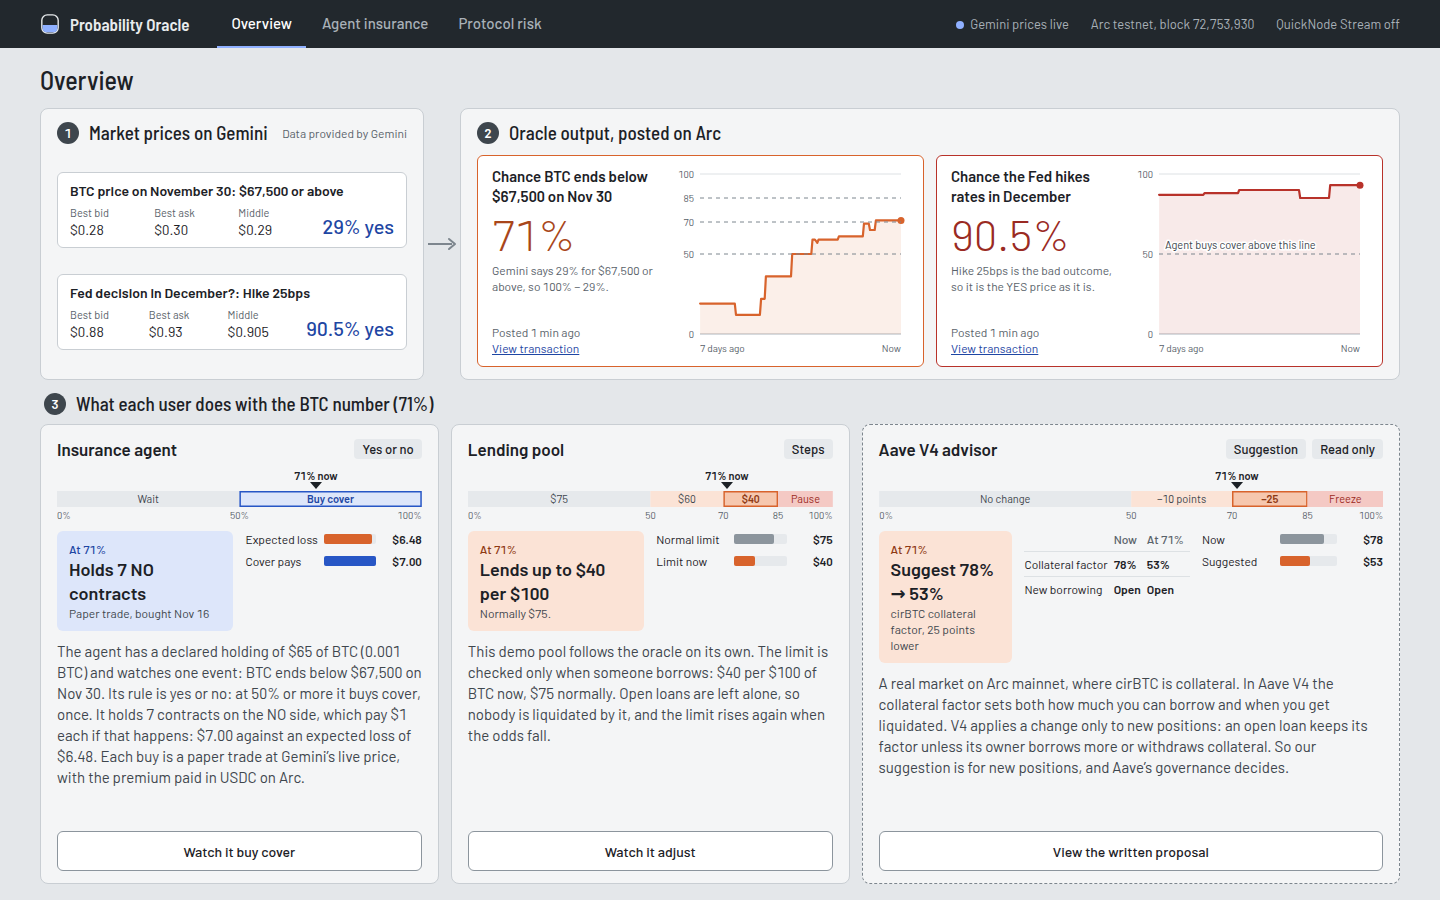 Probability Oracle
Overview
Agent insurance
Protocol risk
Gemini prices live
Arc testnet, block 72,753,930
QuickNode Stream off
Overview
1 Market prices on Gemini
Data provided by Gemini
BTC price on November 30: $67,500 or above
Best bid Best ask Middle
$0.28 $0.30 $0.29 29% yes
Fed decision in December?: Hike 25bps
Best bid Best ask Middle
$0.88 $0.93 $0.905 90.5% yes
2 Oracle output, posted on Arc
Chance BTC ends below
$67,500 on Nov 30
71%
Gemini says 29% for $67,500 or
above, so 100% − 29%.
Posted 1 min ago
View transaction
100
85
70
50
0
7 days ago Now
Chance the Fed hikes
rates in December
90.5%
Hike 25bps is the bad outcome,
so it is the YES price as it is.
Posted 1 min ago
View transaction
100
Agent buys cover above this line
50
0
7 days ago Now
3 What each user does with the BTC number (71%)
Insurance agent
Yes or no
71% now
Wait Buy cover
0% 50% 100%
At 71%
Holds 7 NO
contracts
Paper trade, bought Nov 16
Expected loss $6.48
Cover pays $7.00
The agent has a declared holding of $65 of BTC (0.001
BTC) and watches one event: BTC ends below $67,500 on
Nov 30. Its rule is yes or no: at 50% or more it buys cover,
once. It holds 7 contracts on the NO side, which pay $1
each if that happens: $7.00 against an expected loss of
$6.48. Each buy is a paper trade at Gemini's live price,
with the premium paid in USDC on Arc.
Watch it buy cover
Lending pool
Steps
71% now
$75 $60 $40 Pause
0% 50 70 85 100%
At 71%
Lends up to $40
per $100
Normally $75.
Normal limit $75
Limit now $40
This demo pool follows the oracle on its own. The limit is
checked only when someone borrows: $40 per $100 of
BTC now, $75 normally. Open loans are left alone, so
nobody is liquidated by it, and the limit rises again when
the odds fall.
Watch it adjust
Aave V4 advisor
Suggestion
Read only
71% now
No change −10 points −25 Freeze
0% 50 70 85 100%
At 71%
Suggest 78%
→ 53%
cirBTC collateral
factor, 25 points
lower
Now At 71%
Collateral factor 78% 53%
New borrowing Open Open
Now $78
Suggested $53
A real market on Arc mainnet, where cirBTC is collateral. In Aave V4 the
collateral factor sets both how much you can borrow and when you get
liquidated. V4 applies a change only to new positions: an open loan keeps its
factor unless its owner borrows more or withdraws collateral. So our
suggestion is for new positions, and Aave's governance decides.
View the written proposal